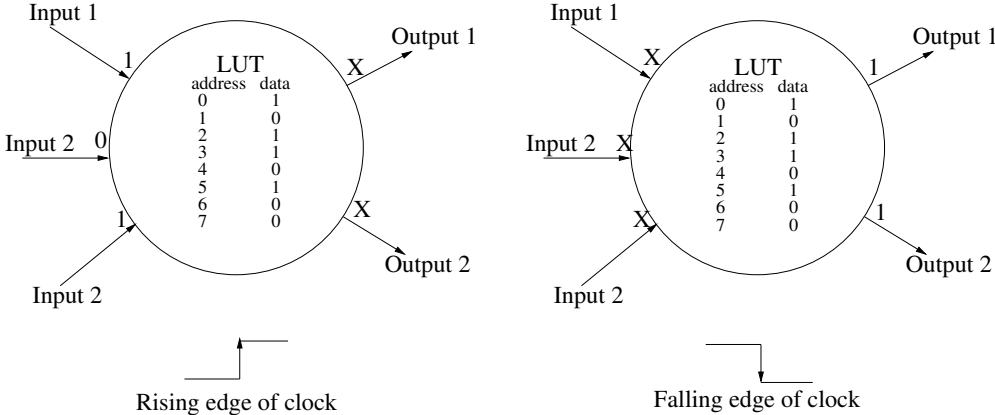 Input 1
1
Input 2
0
Input 2
1
LUT
address data
0 1
1 0
2 1
3 1
4 0
5 1
6 0
7 0
X
Output 1
X
Output 2
Rising edge of clock
Input 1
X
Input 2
X
Input 2
X
LUT
address data
0 1
1 0
2 1
3 1
4 0
5 1
6 0
7 0
1
Output 1
1
Output 2
Falling edge of clock